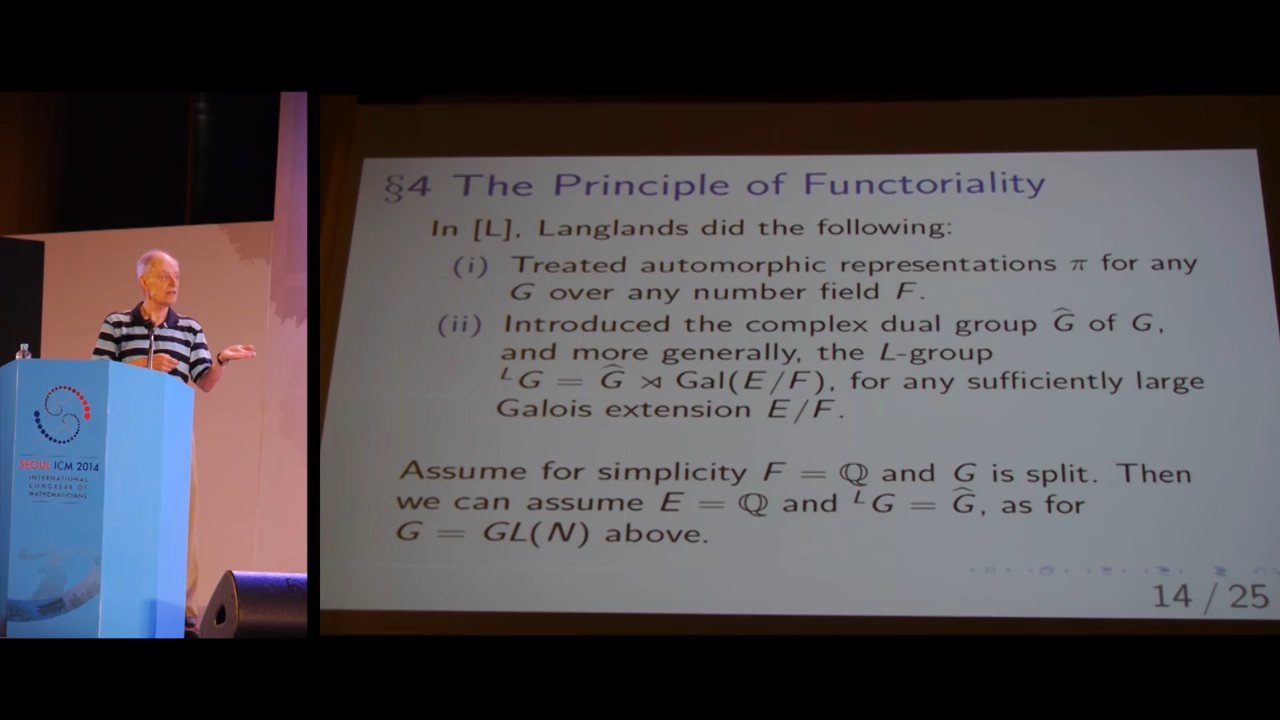 SEOUL ICM 2014
INTERNATIONAL
CONGRESS OF
MATHEMATICIANS
§4 The Principle of Functoriality
In [L], Langlands did the following:
(i) Treated automorphic representations π for any
G over any number field F.
(ii) Introduced the complex dual group Ĝ of G,
and more generally, the L-group
ᴸG = Ĝ ⋊ Gal(E/F), for any sufficiently large
Galois extension E/F.
Assume for simplicity F = ℚ and G is split. Then
we can assume E = ℚ and ᴸG = Ĝ, as for
G = GL(N) above.
14 / 25